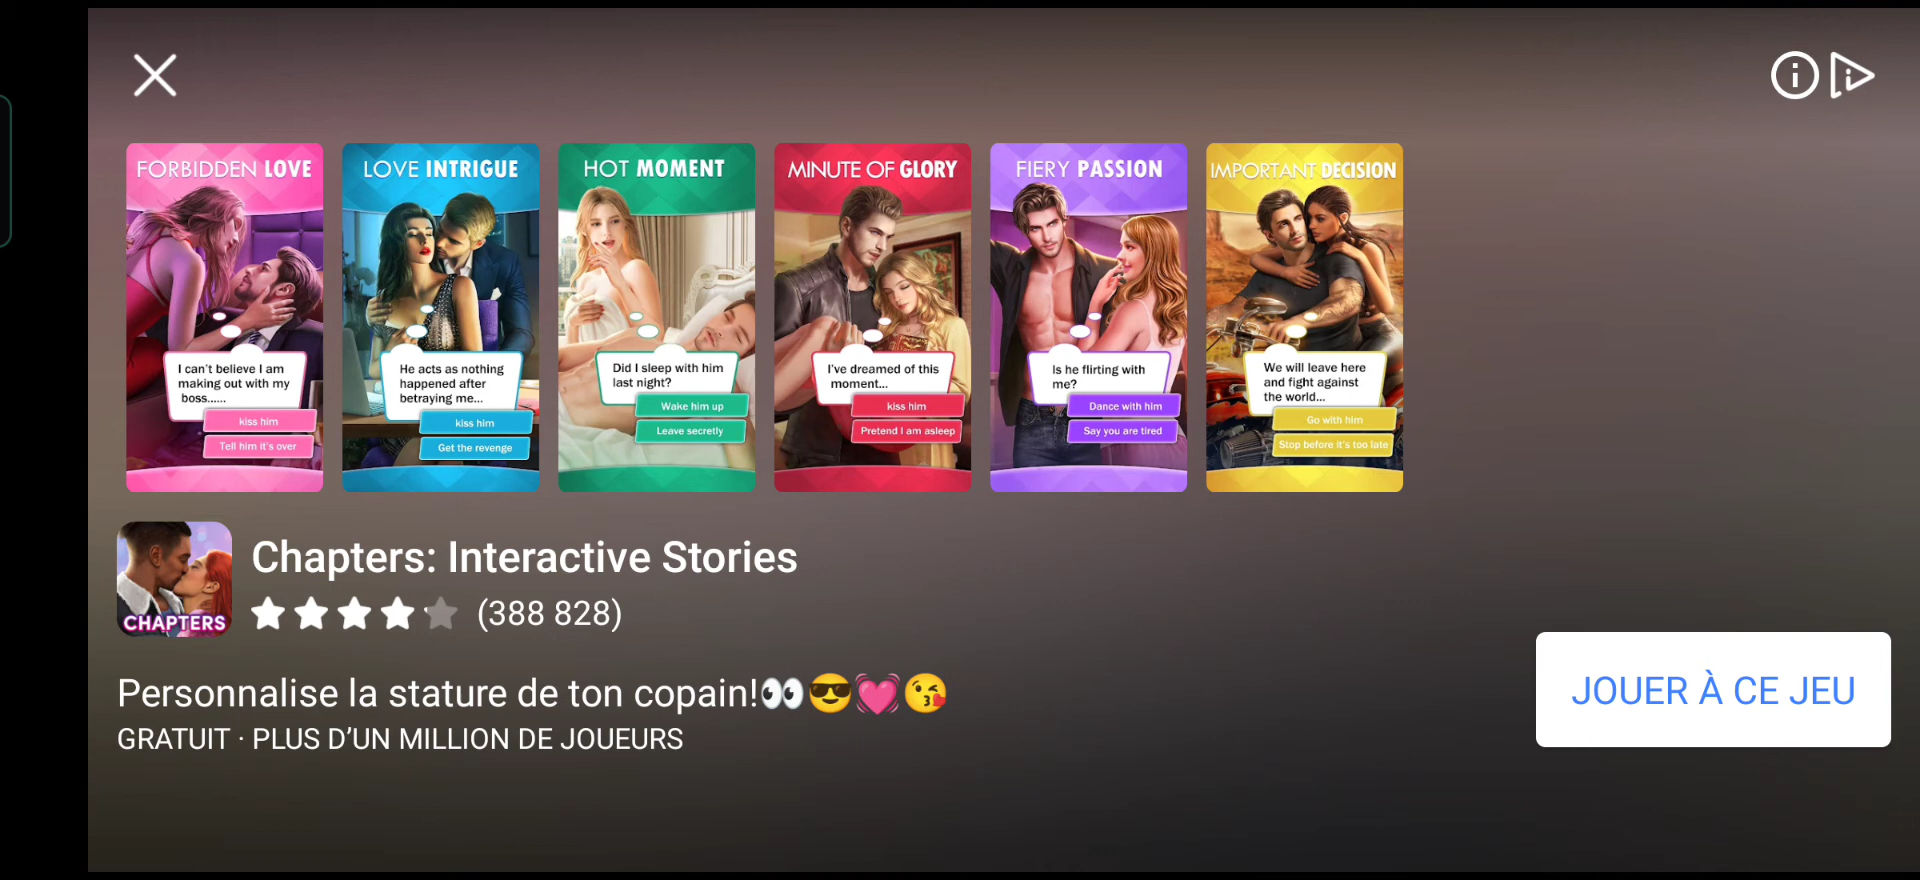 FORBIDDEN LOVE
I can't believe I am
making out with my
boss......
kiss him
Tell him it's over
LOVE INTRIGUE
He acts as nothing
happened after
betraying me...
kiss him
Get the revenge
HOT MOMENT
Did I sleep with him
last night?
Wake him up
Leave secretly
MINUTE OF GLORY
I've dreamed of this
moment...
kiss him
Pretend I am asleep
FIERY PASSION
Is he flirting with
me?
Dance with him
Say you are tired
IMPORTANT DECISION
We will leave here
and fight against
the world...
Go with him
Stop before it's too late
CHAPTERS
Chapters: Interactive Stories
(388 828)
Personnalise la stature de ton copain!👀😎💓😘
GRATUIT · PLUS D’UN MILLION DE JOUEURS
JOUER À CE JEU